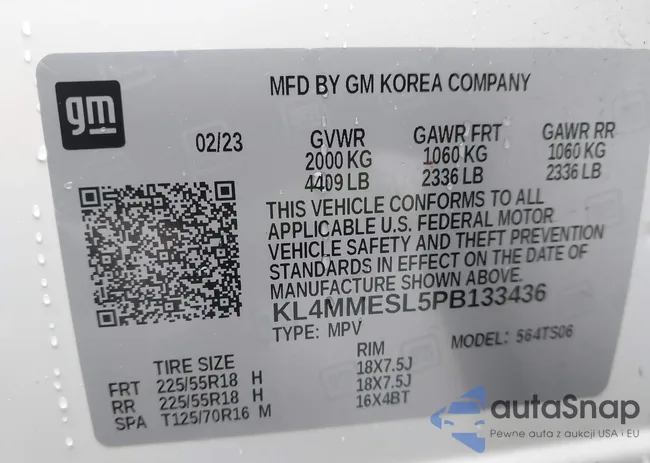 gm
MFD BY GM KOREA COMPANY
02/23 GVWR GAWR FRT GAWR RR
2000 KG 1060 KG 1060 KG
4409 LB 2336 LB 2336 LB
THIS VEHICLE CONFORMS TO ALL
APPLICABLE U.S. FEDERAL MOTOR
VEHICLE SAFETY AND THEFT PREVENTION
STANDARDS IN EFFECT ON THE DATE OF
MANUFACTURE SHOWN ABOVE.
KL4MMESL5PB133436
TYPE: MPV MODEL: 564TS06
TIRE SIZE RIM
FRT 225/55R18 H 18X7.5J
RR 225/55R18 H 18X7.5J
SPA T125/70R16 M 16X4BT
autaSnap
Pewne auta z aukcji USA i EU